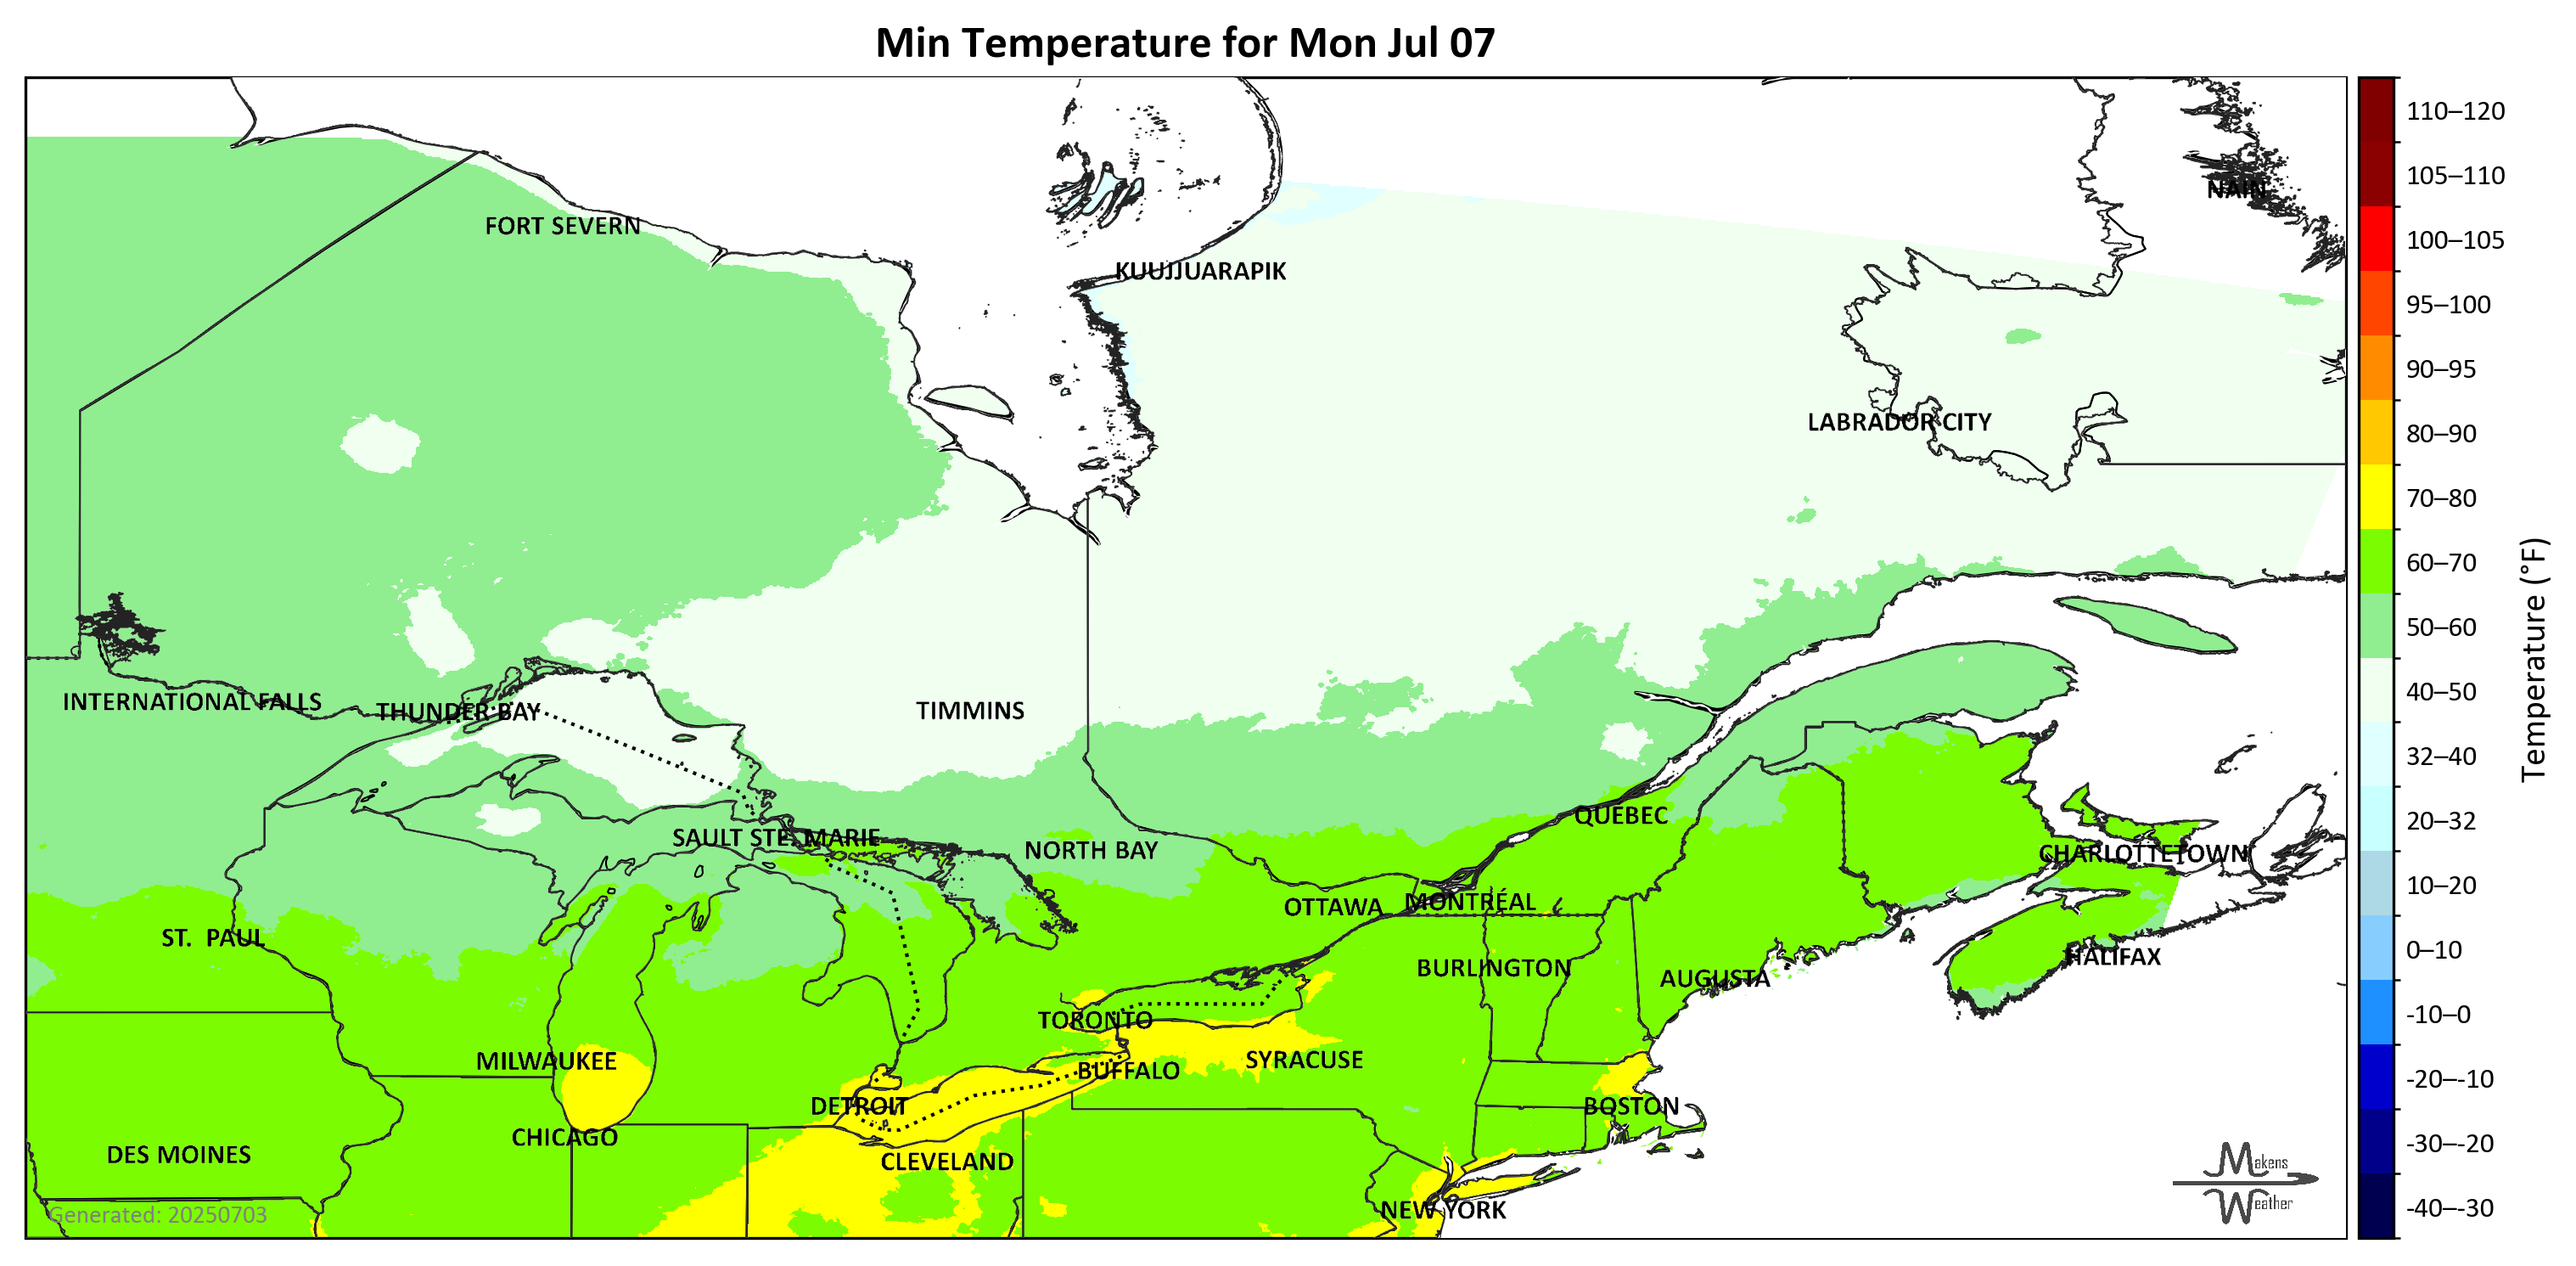 Min Temperature for Mon Jul 07
NAIN
FORT SEVERN
KUUJJUARAPIK
LABRADOR CITY
INTERNATIONAL FALLS
THUNDER BAY
TIMMINS
QUÉBEC
SAULT STE. MARIE
NORTH BAY
CHARLOTTETOWN
OTTAWA
MONTRÉAL
ST.  PAUL
HALIFAX
BURLINGTON
AUGUSTA
TORONTO
MILWAUKEE
SYRACUSE
BUFFALO
DETROIT
BOSTON
CHICAGO
DES MOINES
CLEVELAND
NEW YORK
Generated: 20250703
Makens
Weather
110–120
105–110
100–105
95–100
90–95
80–90
70–80
60–70
50–60
40–50
32–40
20–32
10–20
0–10
-10–0
-20–-10
-30–-20
-40–-30
Temperature (°F)